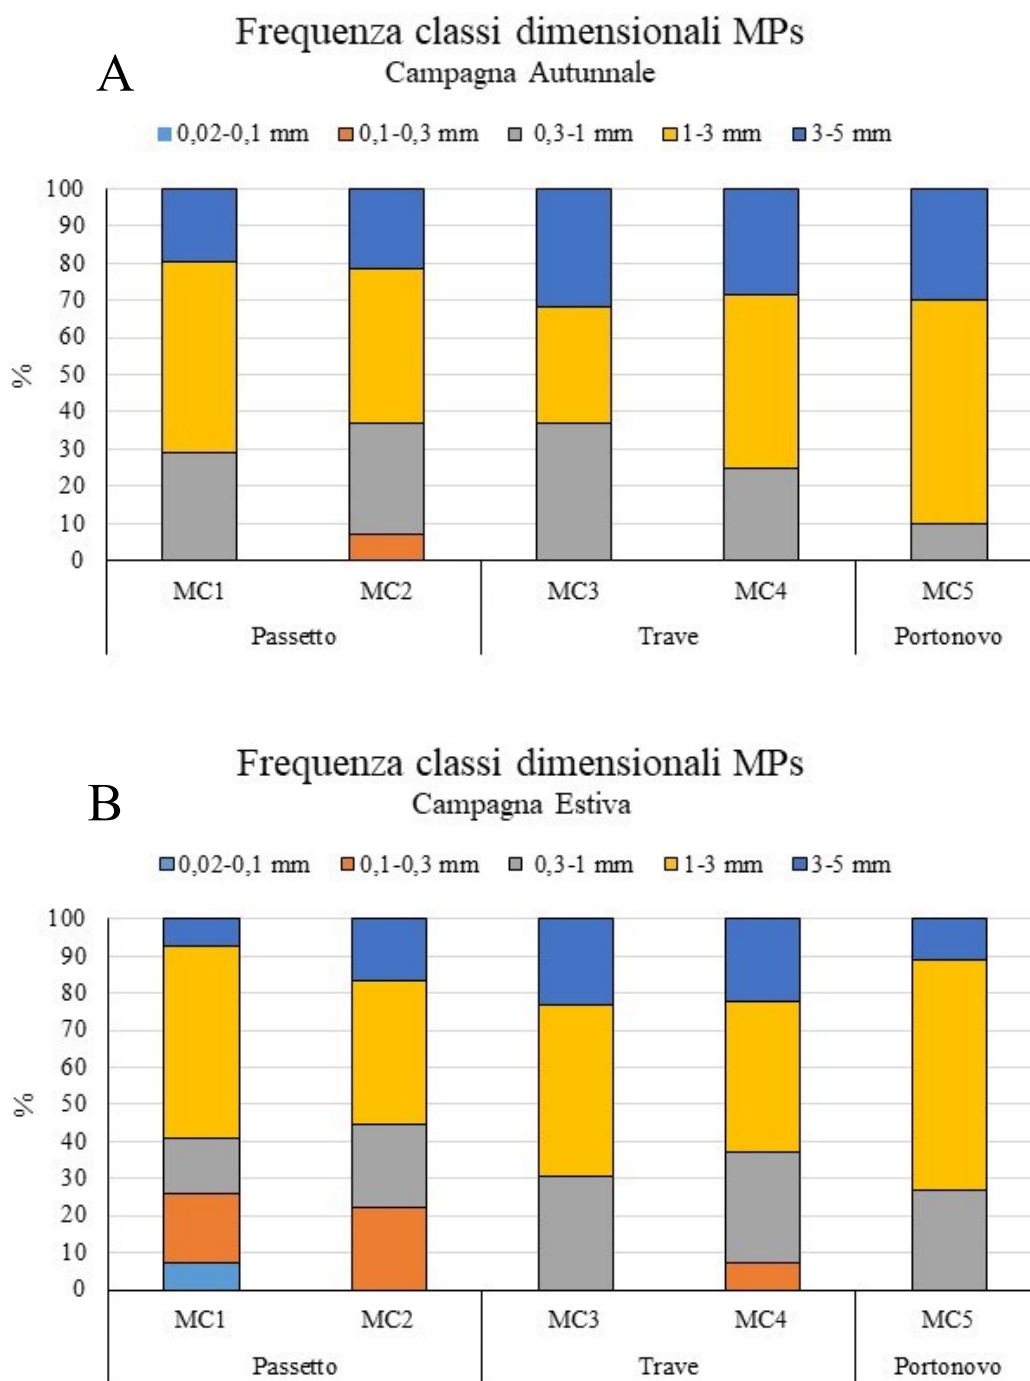 Frequenza classi dimensionali MPs
A
Campagna Autunnale
0,02-0,1 mm 0,1-0,3 mm 0,3-1 mm 1-3 mm 3-5 mm
100
90
80
70
60
50
40
30
20
10
0
%
MC1 MC2 MC3 MC4 MC5
Passetto Trave Portonovo
Frequenza classi dimensionali MPs
B
Campagna Estiva
0,02-0,1 mm 0,1-0,3 mm 0,3-1 mm 1-3 mm 3-5 mm
100
90
80
70
60
50
40
30
20
10
0
%
MC1 MC2 MC3 MC4 MC5
Passetto Trave Portonovo